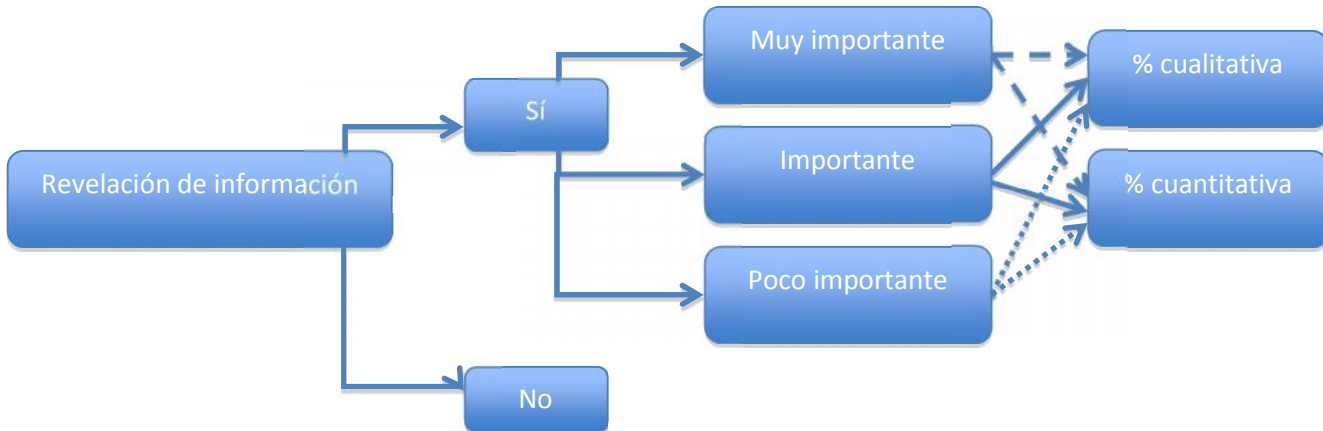 Muy importante
% cualitativa
Sí
Importante
Revelación de información
% cuantitativa
Poco importante
No